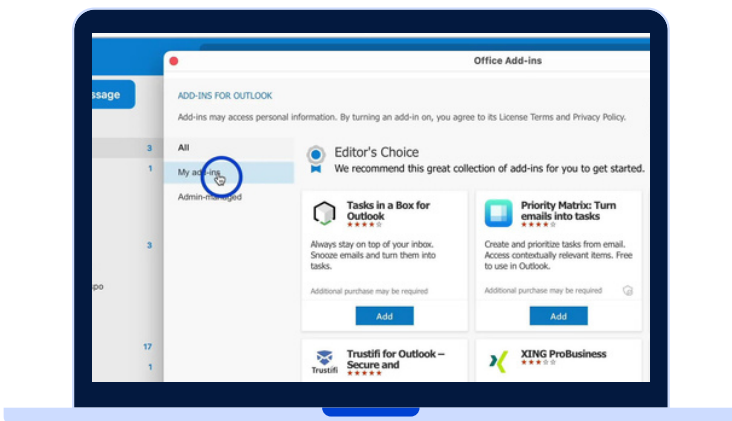 Office Add-ins
ssage
ADD-INS FOR OUTLOOK
Add-ins may access personal information. By turning an add-in on, you agree to its License Terms and Privacy Policy.
3
All
1
My add-ins
Admin-managed
Editor's Choice
We recommend this great collection of add-ins for you to get started.
Tasks in a Box for
Outlook
Always stay on top of your inbox.
Snooze emails and turn them into
tasks.
Additional purchase may be required
Add
Priority Matrix: Turn
emails into tasks
Create and prioritize tasks from email.
Access contextually relevant items. Free
to use in Outlook.
Additional purchase may be required
Add
3
spo
17
1
Trustifi
Trustifi for Outlook –
Secure and
XING ProBusiness